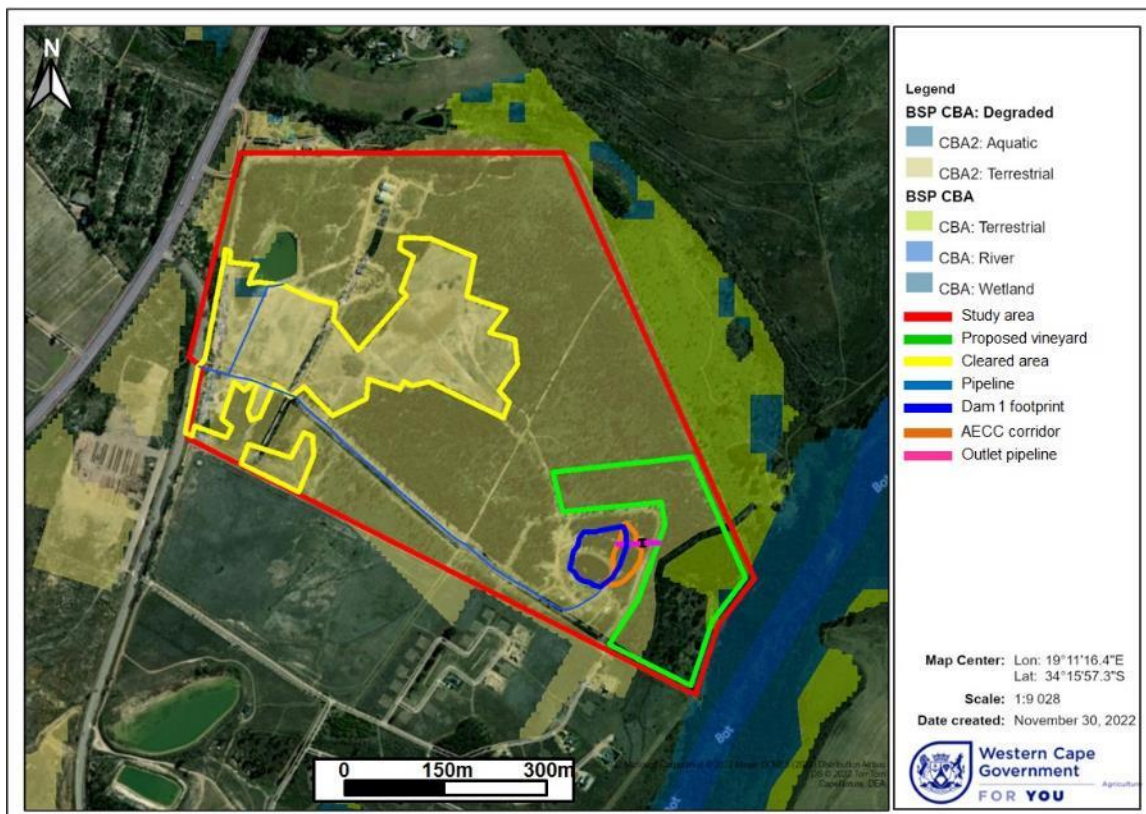 N
Bot
Bot
Bot
0 150m 300m
Legend
BSP CBA: Degraded
CBA2: Aquatic
CBA2: Terrestrial
BSP CBA
CBA: Terrestrial
CBA: River
CBA: Wetland
Study area
Proposed vineyard
Cleared area
Pipeline
Dam 1 footprint
AECC corridor
Outlet pipeline
Map Center: Lon: 19°11'16.4"E
Lat: 34°15'57.3"S
Scale: 1:9 028
Date created: November 30, 2022
Western Cape
Government
Agriculture
FOR YOU